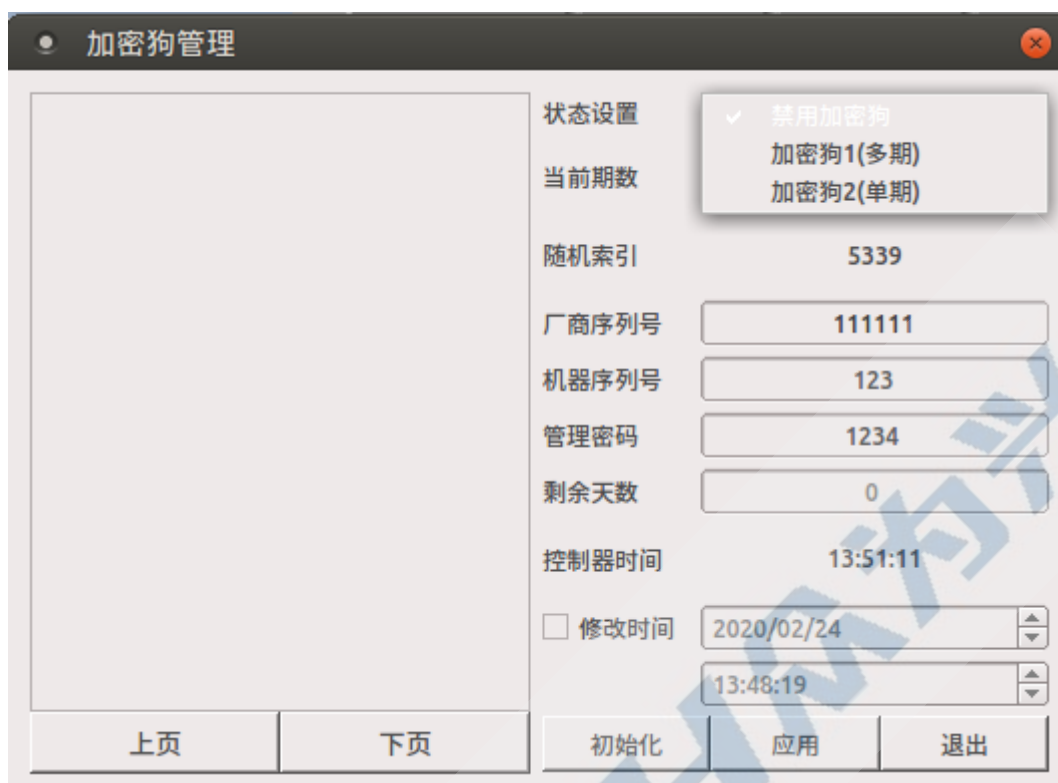 加密狗管理
状态设置
禁用加密狗
加密狗1(多期)
加密狗2(单期)
当前期数
随机索引 5339
厂商序列号 111111
机器序列号 123
管理密码 1234
剩余天数 0
控制器时间 13:51:11
修改时间 2020/02/24
13:48:19
上页 下页 初始化 应用 退出
众为兴